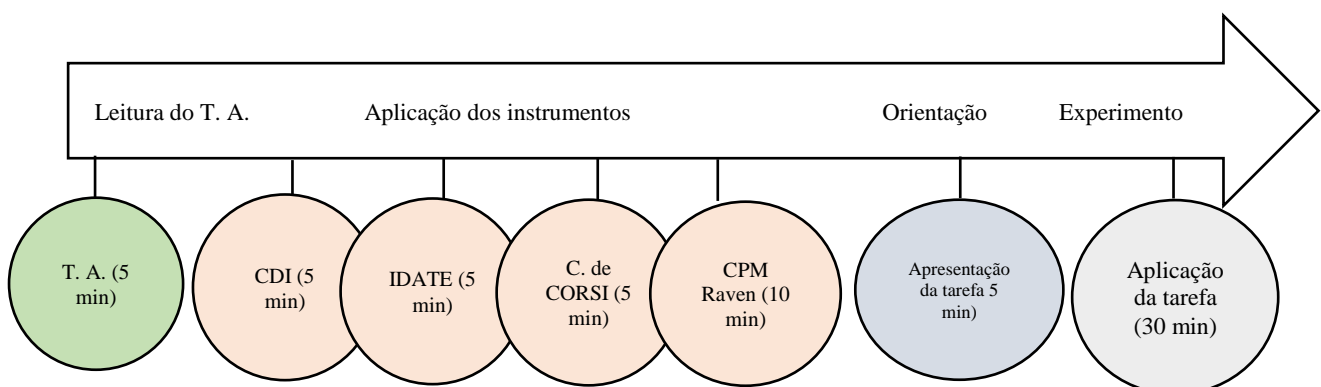 Leitura do T. A.
Aplicação dos instrumentos
Orientação
Experimento
T. A. (5
min)
CDI (5
min)
IDATE (5
min)
C. de
CORSI (5
min)
CPM
Raven (10
min)
Apresentação
da tarefa 5
min)
Aplicação
da tarefa
(30 min)